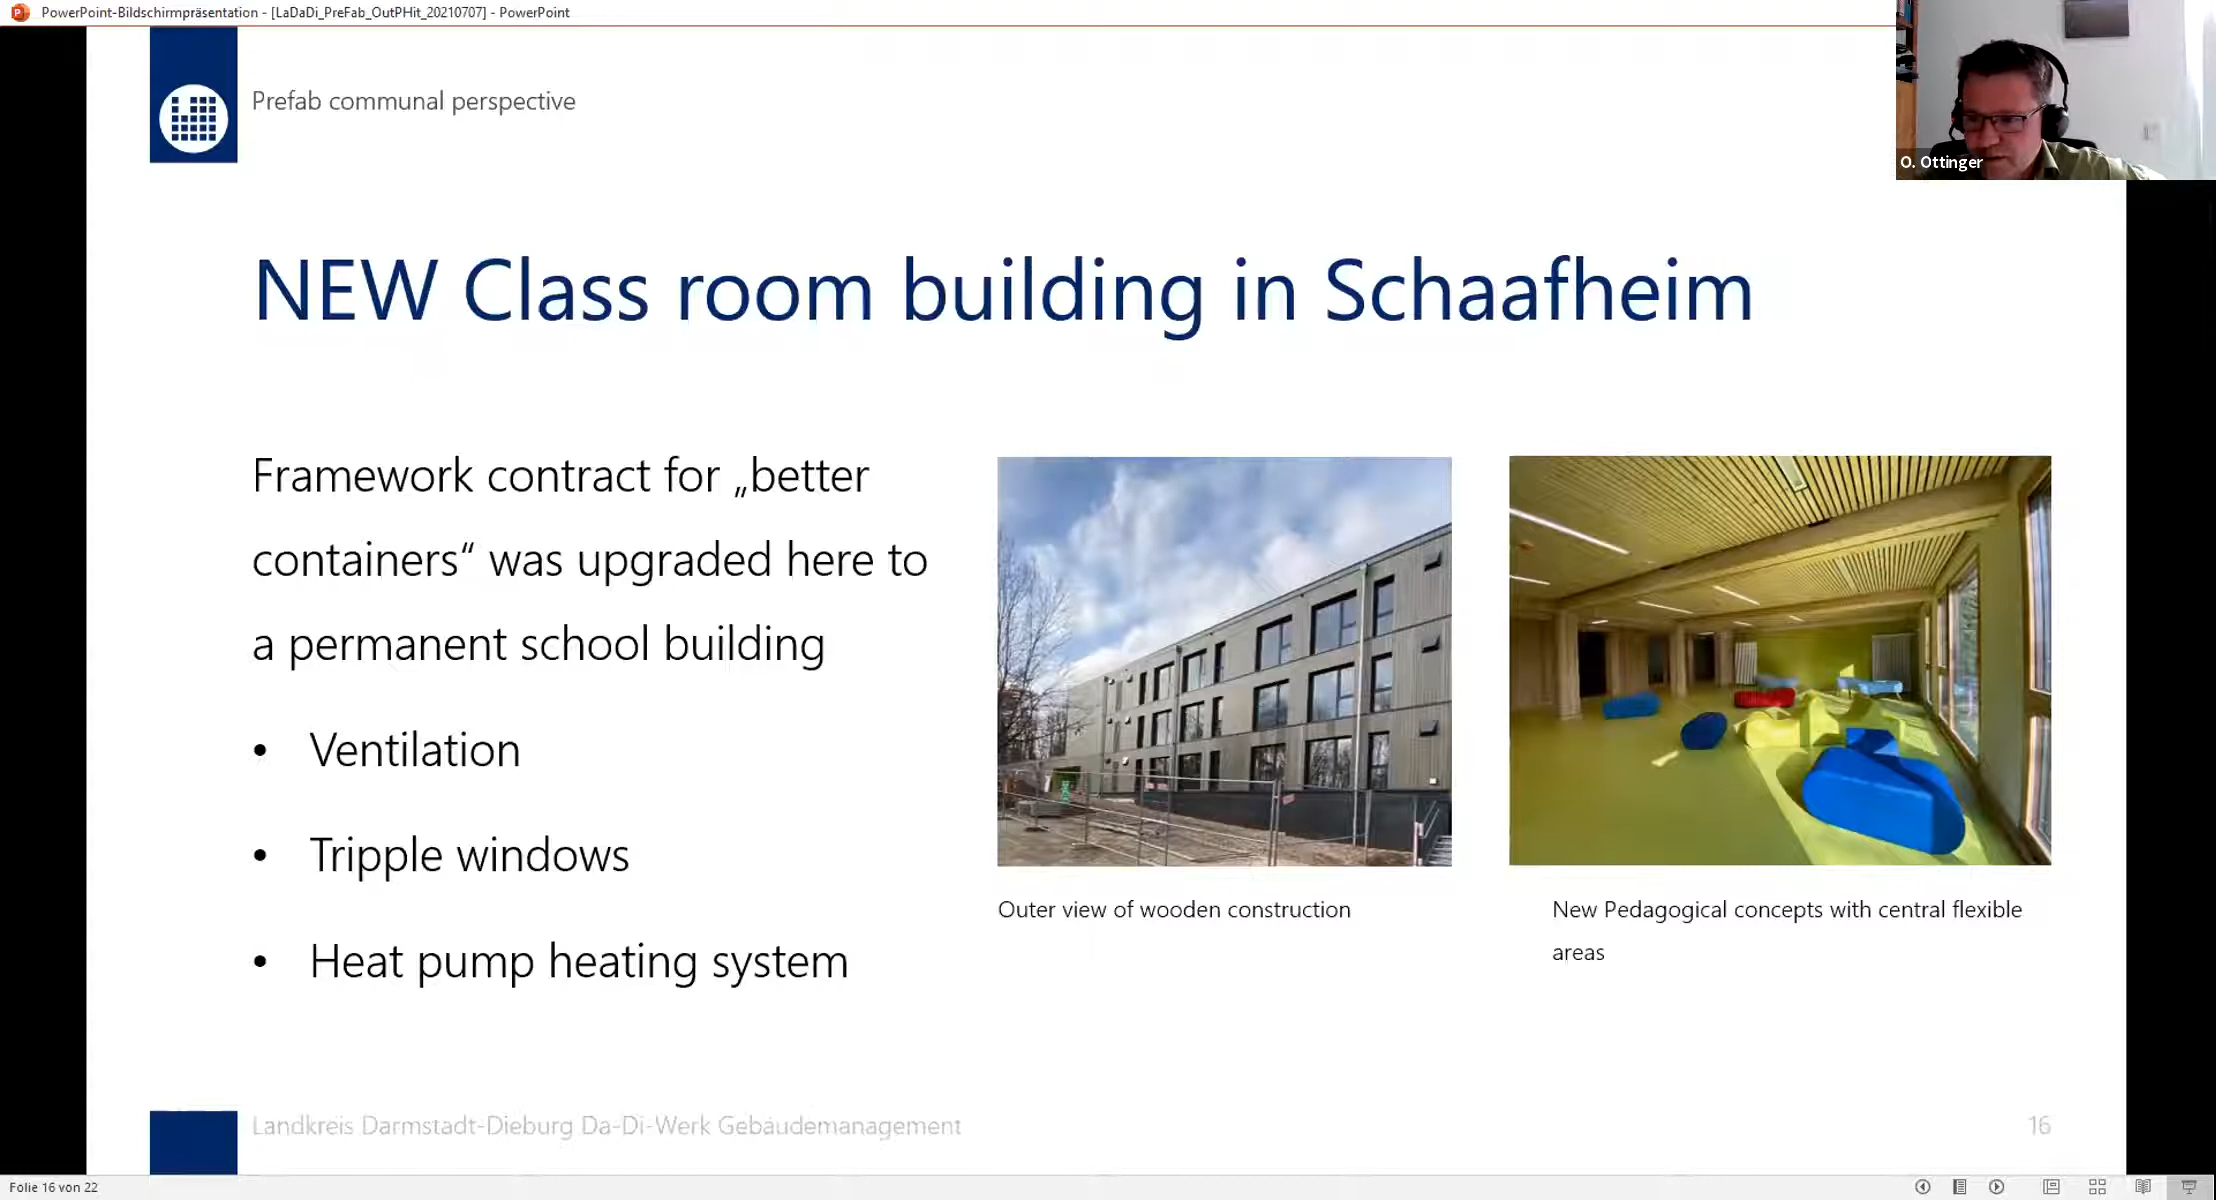 PowerPoint-Bildschirmpräsentation - [LaDaDi_PreFab_OutPHit_20210707] - PowerPoint
Prefab communal perspective
O. Ottinger
NEW Class room building in Schaafheim
Framework contract for „better
containers“ was upgraded here to
a permanent school building
• Ventilation
• Tripple windows
• Heat pump heating system
Outer view of wooden construction
New Pedagogical concepts with central flexible
areas
Landkreis Darmstadt-Dieburg Da-Di-Werk Gebäudemanagement
16
Folie 16 von 22